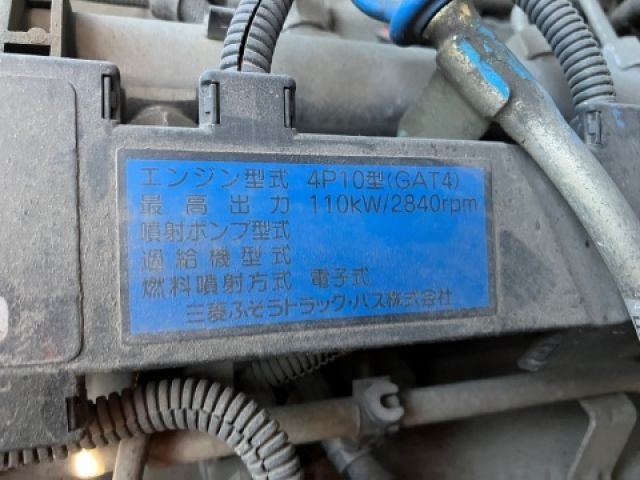 エンジン型式 4P10型(GAT4)
最高出力 110kW/2840rpm
噴射ポンプ型式
過給機型式
燃料噴射方式 電子式
三菱ふそうトラック・バス株式会社